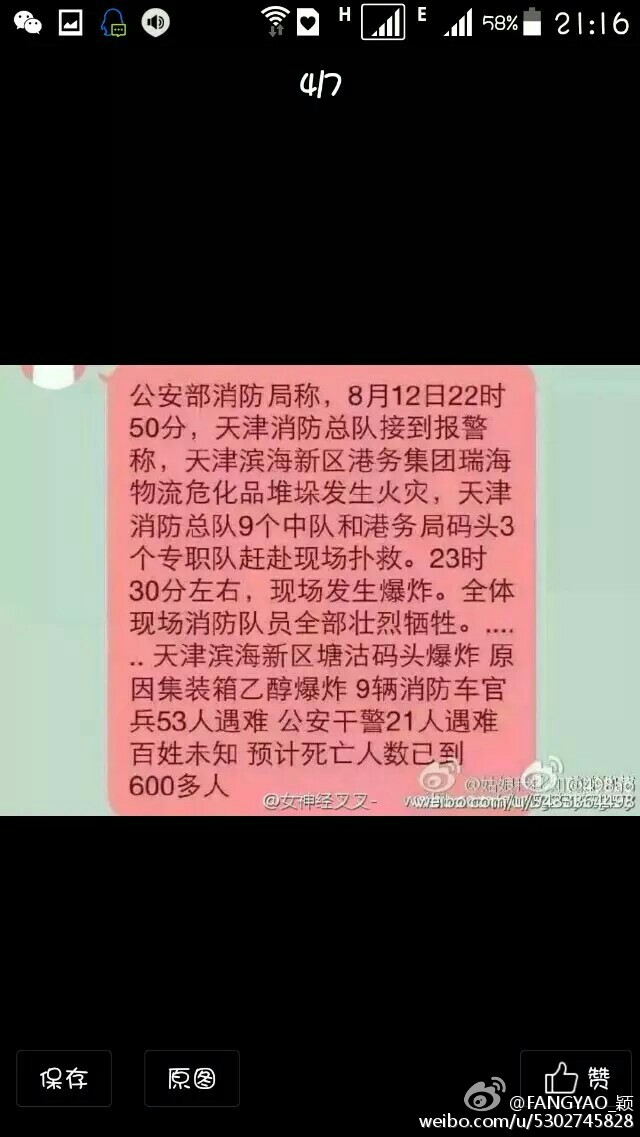 H E 58% 21:16
4/7
公安部消防局称，8月12日22时
50分，天津消防总队接到报警
称，天津滨海新区港务集团瑞海
物流危化品堆垛发生火灾，天津
消防总队9个中队和港务局码头3
个专职队赶赴现场扑救。23时
30分左右，现场发生爆炸。全体
现场消防队员全部壮烈牺牲。.....
.. 天津滨海新区塘沽码头爆炸 原
因集装箱乙醇爆炸 9辆消防车官
兵53人遇难 公安干警21人遇难
百姓未知 预计死亡人数已到
600多人
@女神经叉叉-
保存 原图 赞
@FANGYAO_颖
weibo.com/u/5302745828